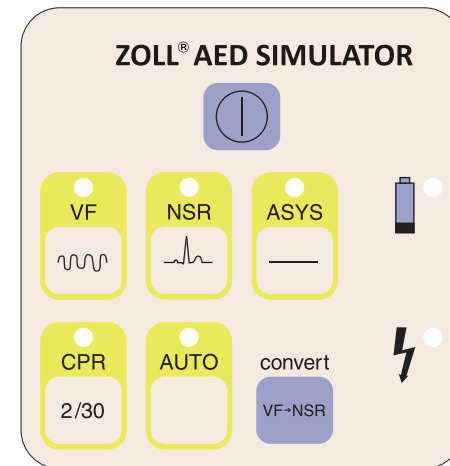 ZOLL® AED SIMULATOR
VF NSR ASYS
CPR AUTO convert
2/30 VF→NSR